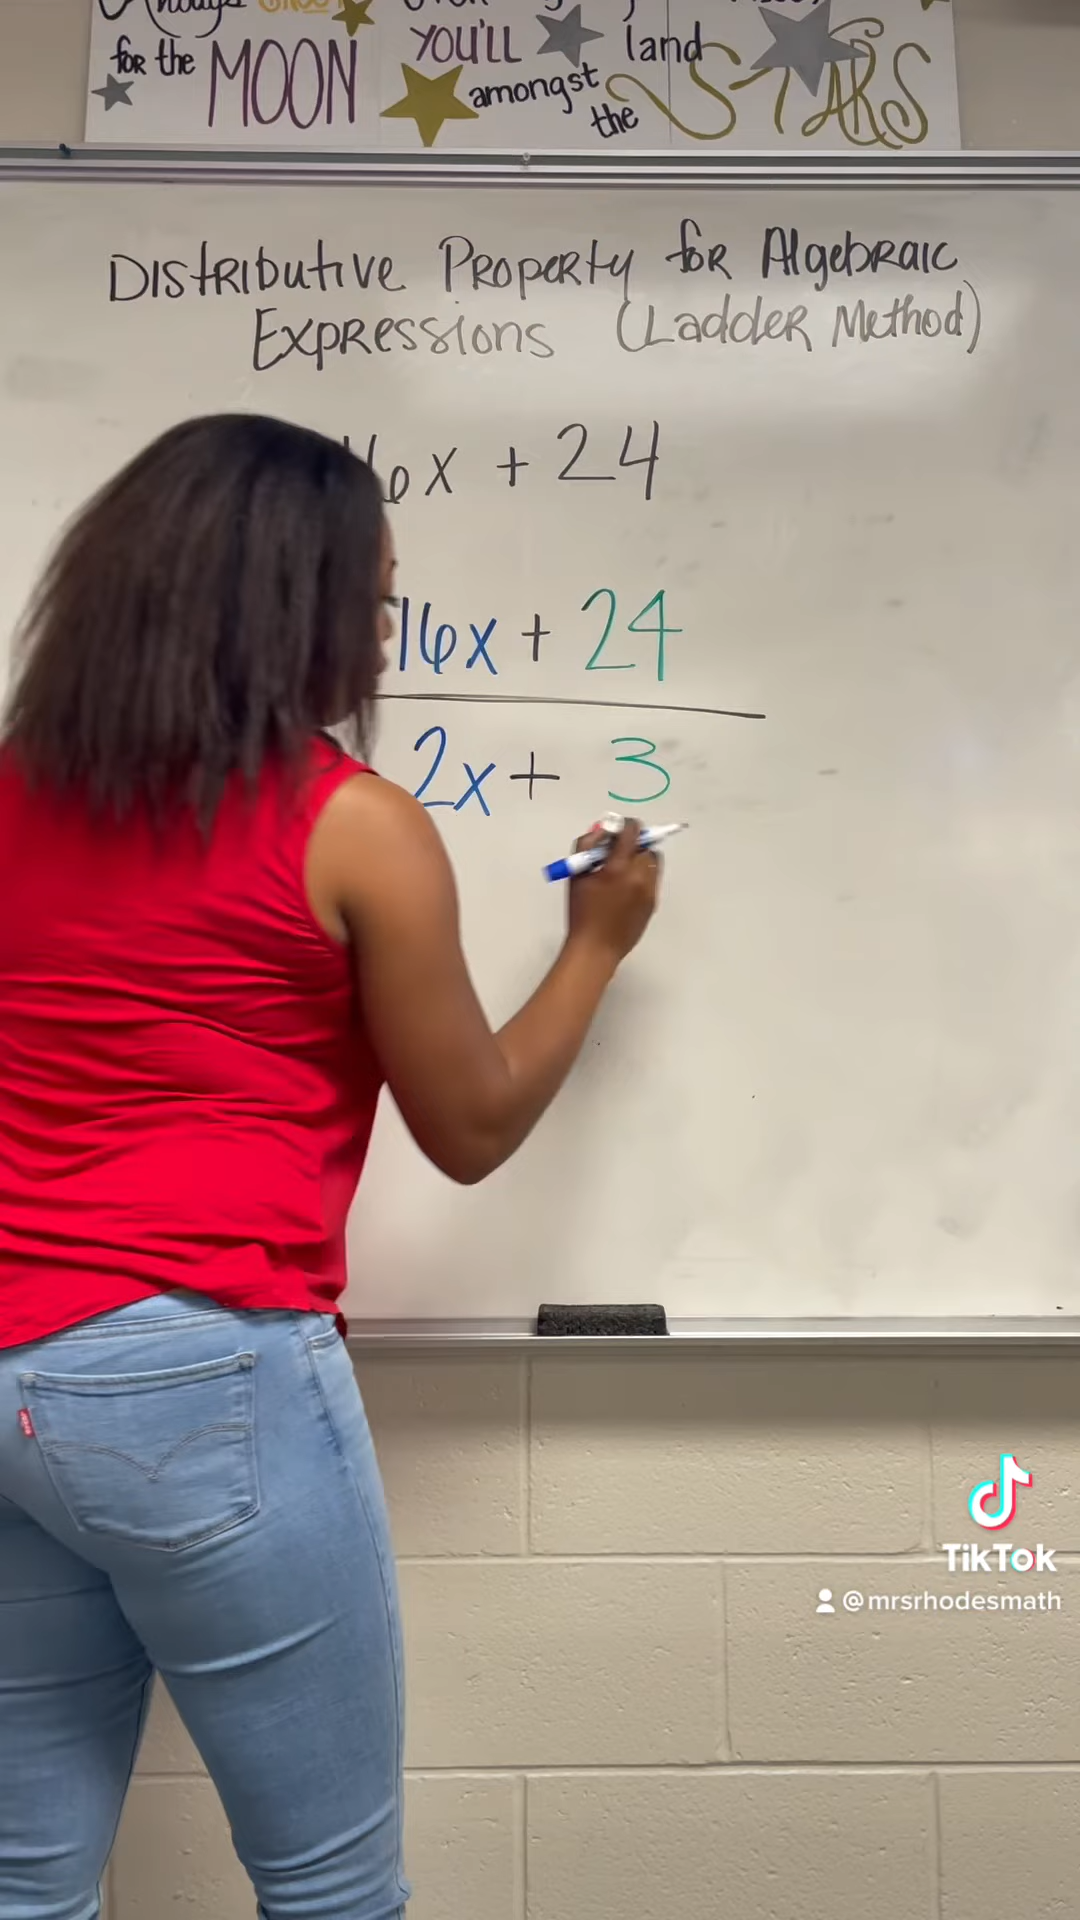 for the MOON YOU'LL land
amongst the STARS
Distributive Property for Algebraic
Expressions (Ladder Method)
6x + 24
16x + 24
2x + 3
TikTok
@mrsrhodesmath